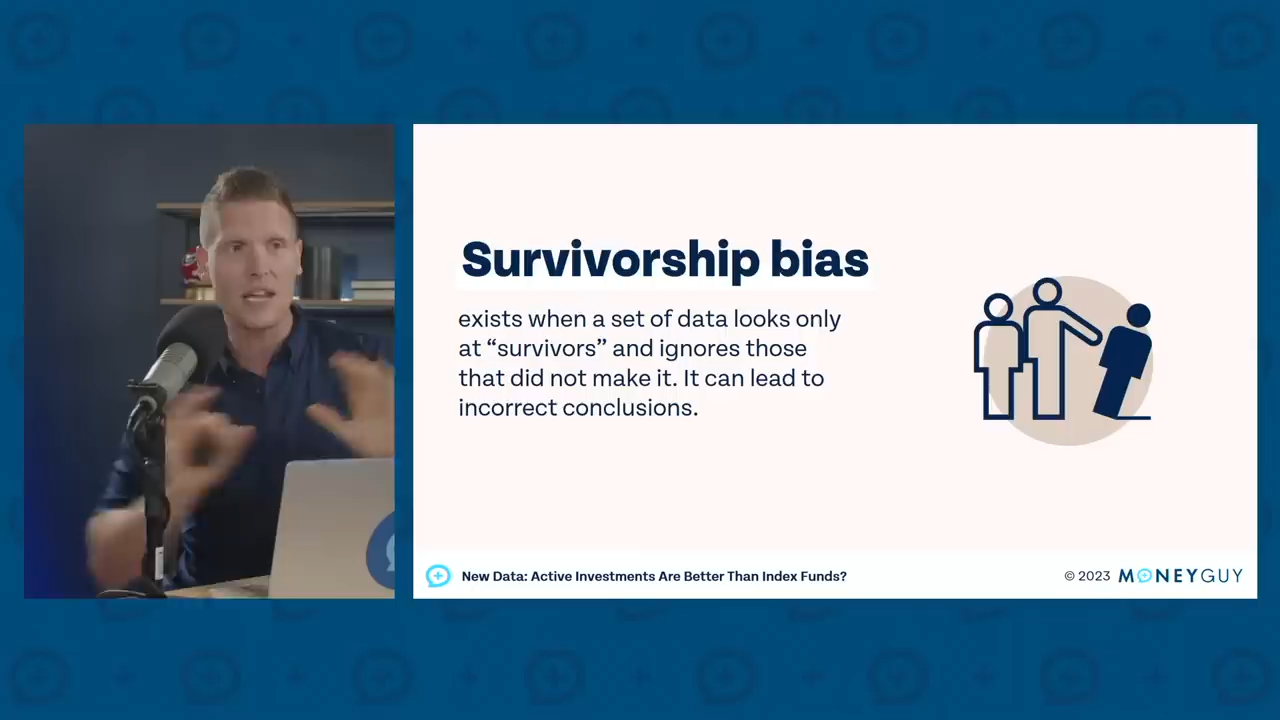 Survivorship bias
exists when a set of data looks only
at “survivors” and ignores those
that did not make it. It can lead to
incorrect conclusions.
New Data: Active Investments Are Better Than Index Funds?
© 2023 MONEYGUY